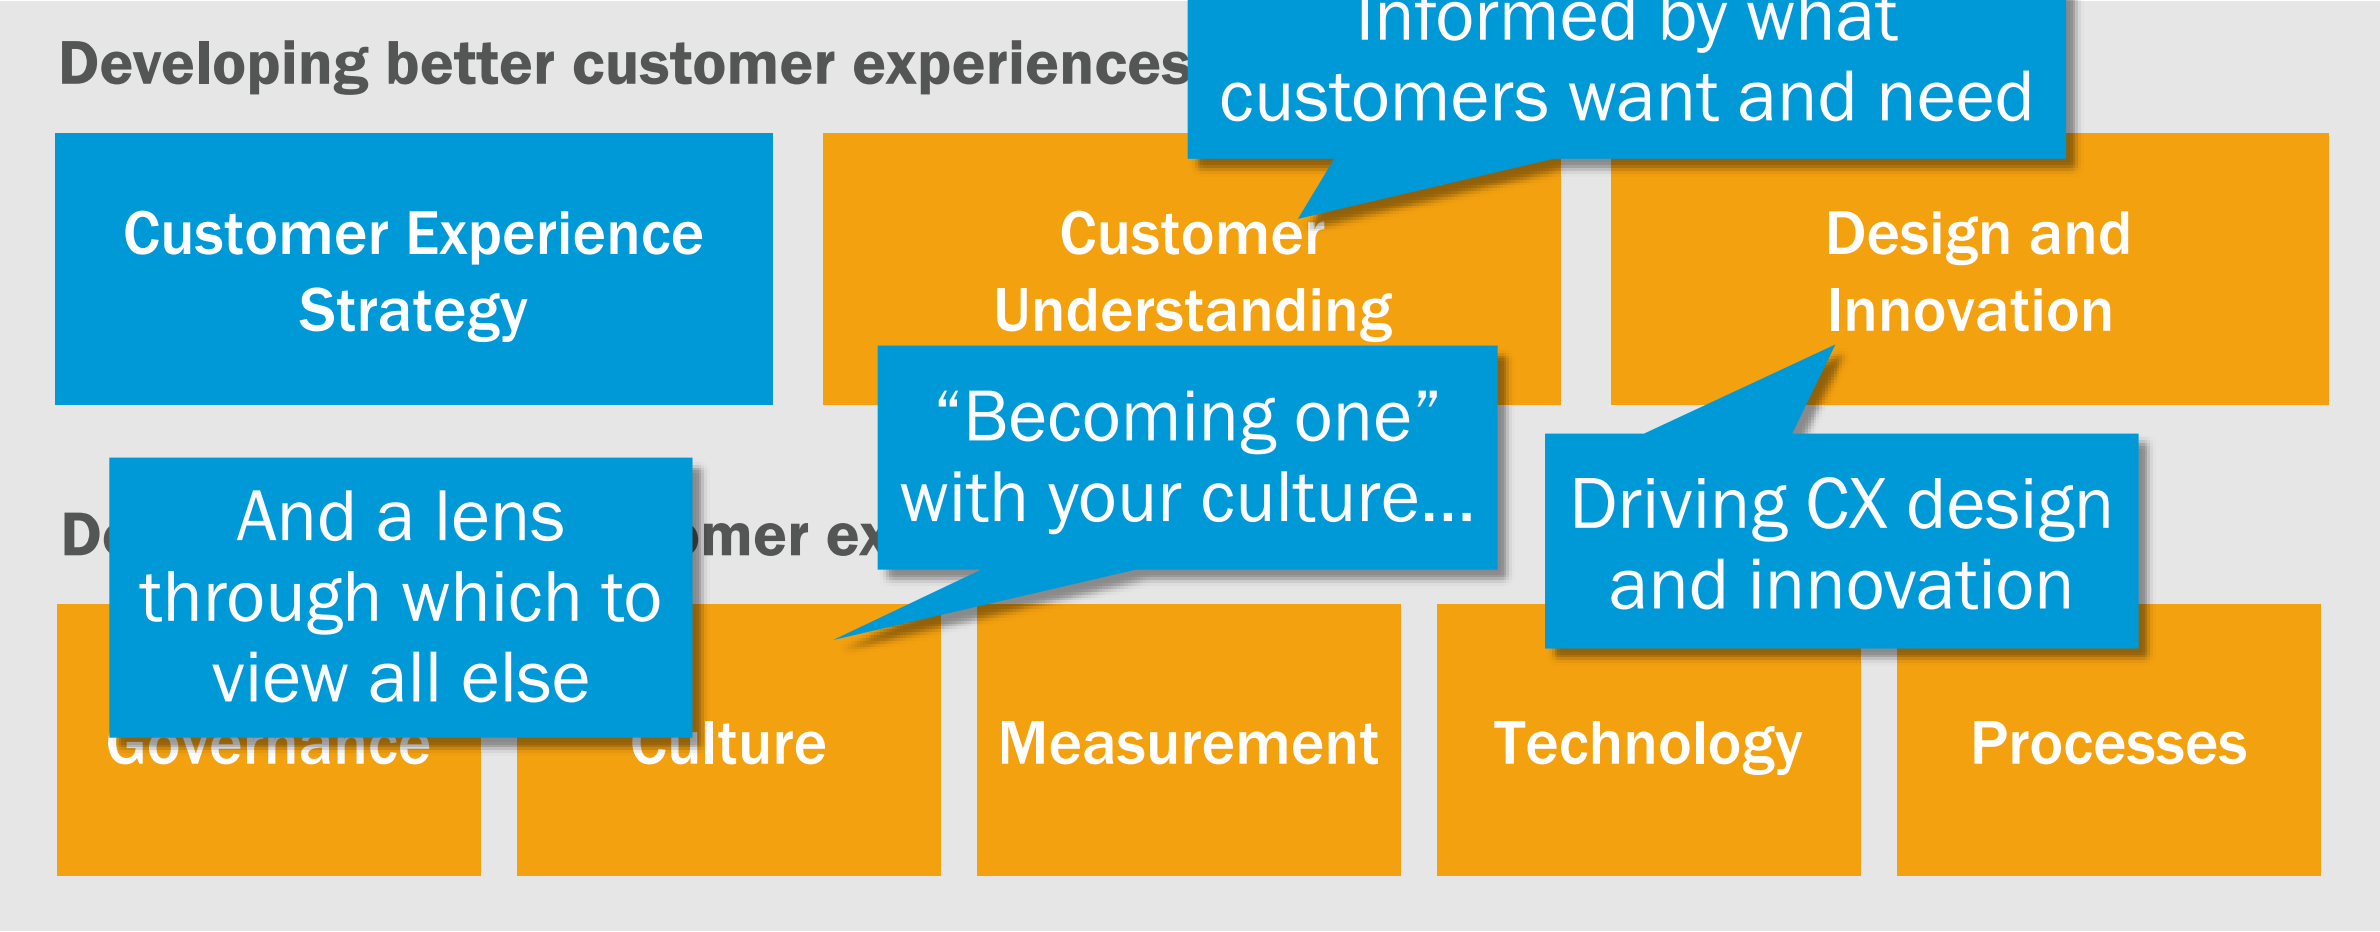 Informed by what
customers want and need
Developing better customer experiences
Customer Experience
Strategy
Customer
Understanding
Design and
Innovation
“Becoming one”
with your culture...
Driving CX design
and innovation
And a lens
through which to
view all else
Governance
Culture
Measurement
Technology
Processes